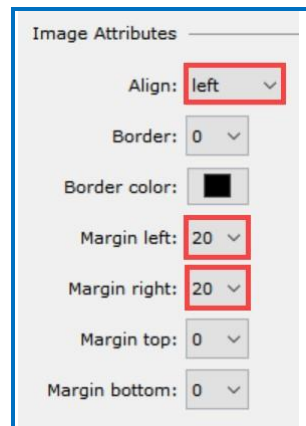 Image Attributes
Align: left
Border: 0
Border color:
Margin left: 20
Margin right: 20
Margin top: 0
Margin bottom: 0